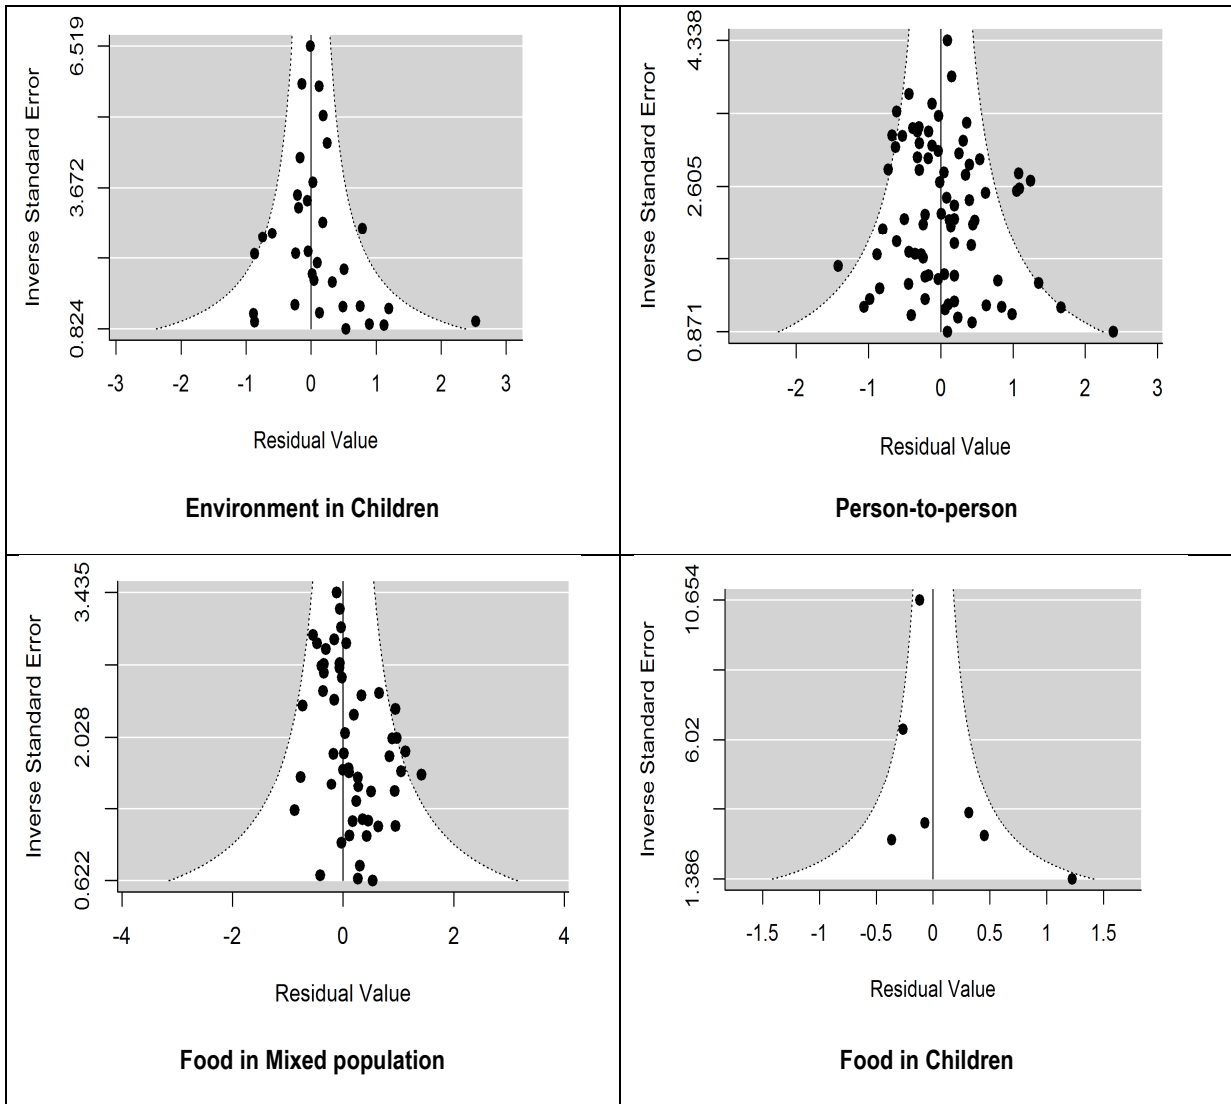 6.519
3.672
0.824
Inverse Standard Error
-3 -2 -1 0 1 2 3
Residual Value
Environment in Children
4.338
2.605
0.871
Inverse Standard Error
-2 -1 0 1 2 3
Residual Value
Person-to-person
3.435
2.028
0.622
Inverse Standard Error
-4 -2 0 2 4
Residual Value
Food in Mixed population
10.654
6.02
1.386
Inverse Standard Error
-1.5 -1 -0.5 0 0.5 1 1.5
Residual Value
Food in Children